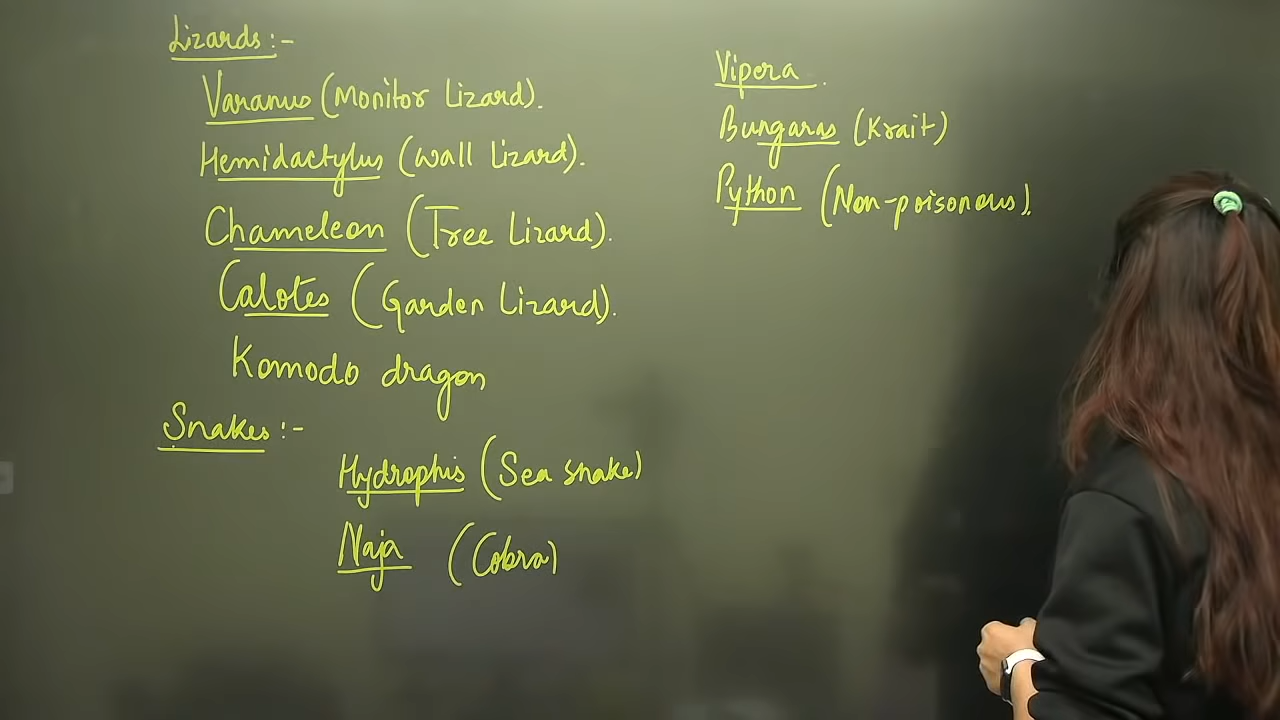 Lizards:-
Varanus (Monitor Lizard).
Hemidactylus (Wall Lizard).
Chameleon (Tree Lizard).
Calotes (Garden Lizard).
Komodo dragon
Snakes:-
Hydrophis (Sea snake)
Naja (Cobra)
Vipera.
Bungaras (Krait)
Python (Non-poisonous).